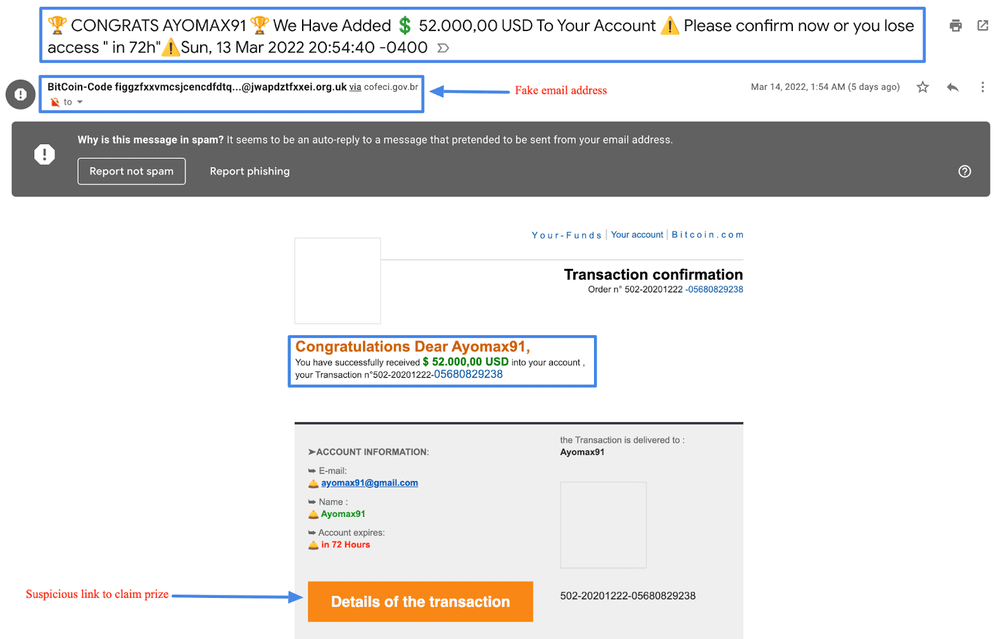 🏆 CONGRATS AYOMAX91 🏆 We Have Added 💲 52.000,00 USD To Your Account ⚠️ Please confirm now or you lose
access " in 72h"⚠️Sun, 13 Mar 2022 20:54:40 -0400
BitCoin-Code figgzfxxvmcsjcencdfdtq...@jwapdztfxxei.org.uk via cofeci.gov.br
Fake email address
Mar 14, 2022, 1:54 AM (5 days ago)
to
Why is this message in spam? It seems to be an auto-reply to a message that pretended to be sent from your email address.
Report not spam
Report phishing
Your-Funds | Your account | Bitcoin.com
Transaction confirmation
Order n° 502-20201222 -05680829238
Congratulations Dear Ayomax91,
You have successfully received $ 52.000,00 USD into your account ,
your Transaction n°502-20201222-05680829238
the Transaction is delivered to :
Ayomax91
➤ACCOUNT INFORMATION:
➥ E-mail:
🛎️ ayomax91@gmail.com
➥ Name :
🛎️ Ayomax91
➥ Account expires:
🛎️ in 72 Hours
Suspicious link to claim prize
Details of the transaction
502-20201222-05680829238